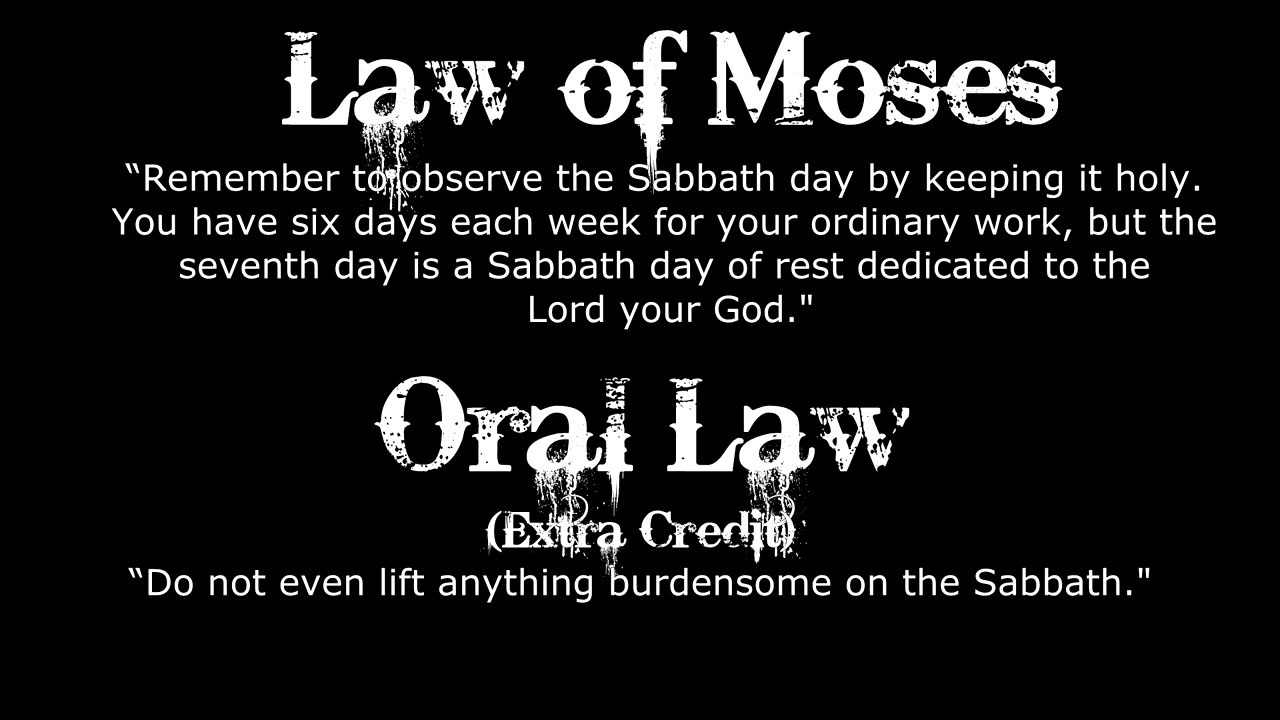 Law of Moses
“Remember to observe the Sabbath day by keeping it holy.
You have six days each week for your ordinary work, but the
seventh day is a Sabbath day of rest dedicated to the
Lord your God."
Oral Law
(Extra Credit)
“Do not even lift anything burdensome on the Sabbath."